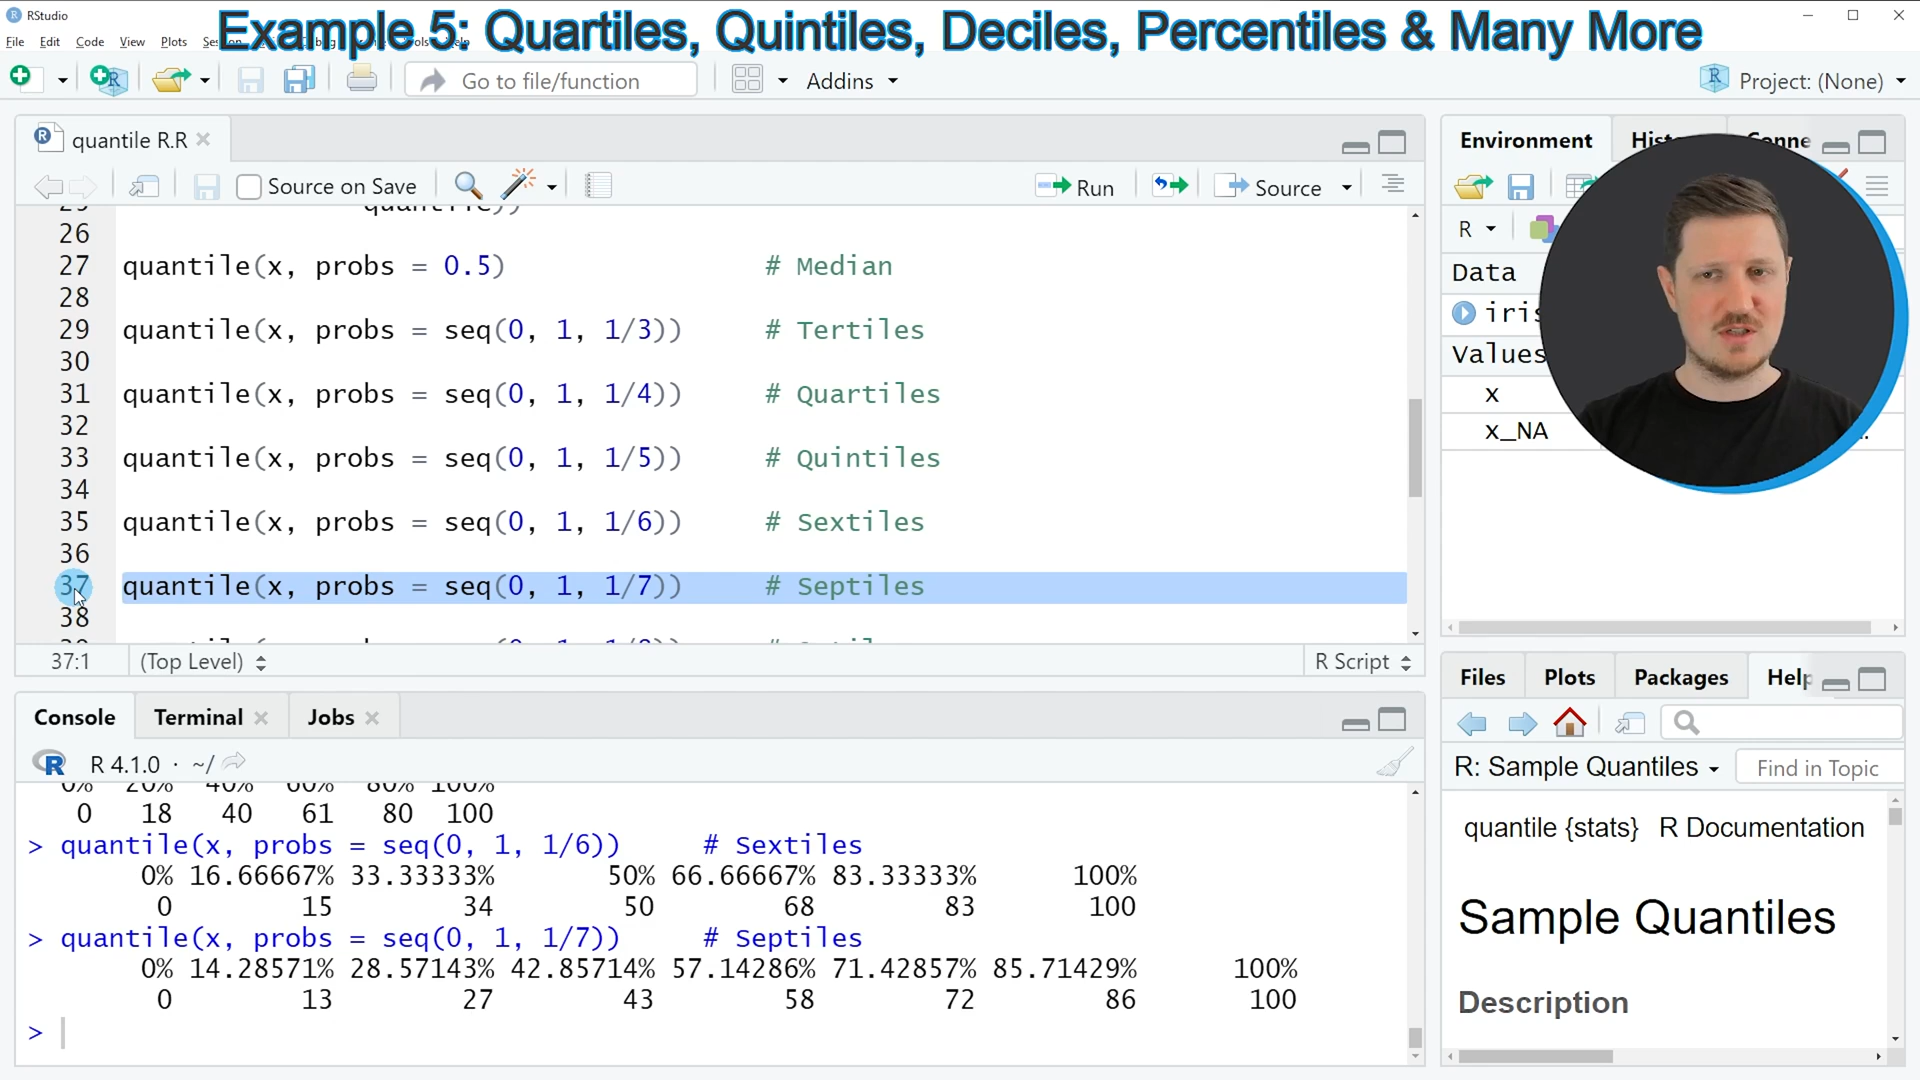 RStudio
Example 5: Quartiles, Quintiles, Deciles, Percentiles & Many More
File Edit Code View Plots
Go to file/function
Addins
Project: (None)
quantile R.R
Source on Save
Run
Source
26
27 quantile(x, probs = 0.5) # Median
28
29 quantile(x, probs = seq(0, 1, 1/3)) # Tertiles
30
31 quantile(x, probs = seq(0, 1, 1/4)) # Quartiles
32
33 quantile(x, probs = seq(0, 1, 1/5)) # Quintiles
34
35 quantile(x, probs = seq(0, 1, 1/6)) # Sextiles
36
37 quantile(x, probs = seq(0, 1, 1/7)) # Septiles
38
37:1 (Top Level) R Script
Console Terminal Jobs
R 4.1.0 · ~/
0% 20% 40% 60% 80% 100%
0 18 40 61 80 100
> quantile(x, probs = seq(0, 1, 1/6)) # Sextiles
0% 16.66667% 33.33333% 50% 66.66667% 83.33333% 100%
0 15 34 50 68 83 100
> quantile(x, probs = seq(0, 1, 1/7)) # Septiles
0% 14.28571% 28.57143% 42.85714% 57.14286% 71.42857% 85.71429% 100%
0 13 27 43 58 72 86 100
>
Environment
R
Data
iris
Values
x
x_NA
Files Plots Packages Help
R: Sample Quantiles Find in Topic
quantile {stats} R Documentation
Sample Quantiles
Description